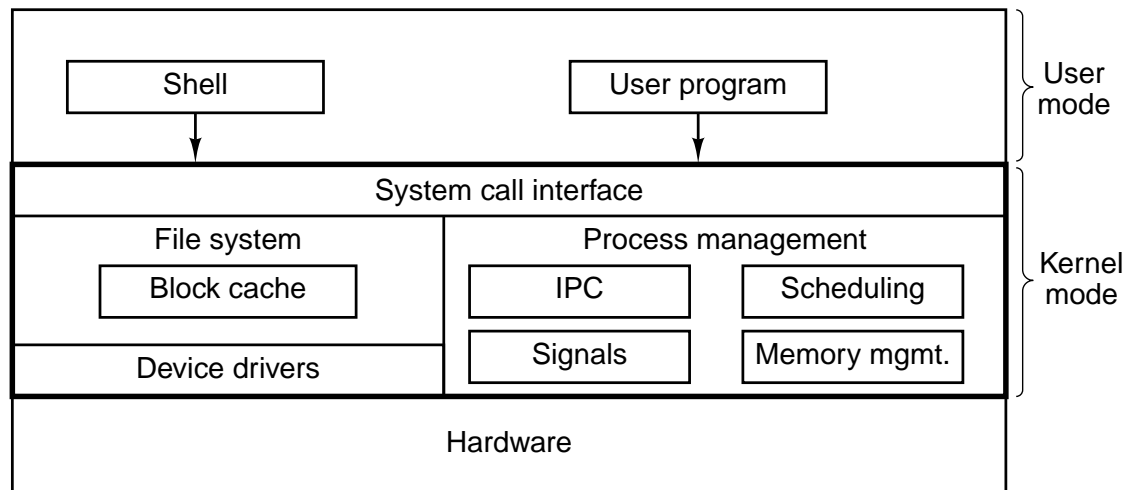 Shell
User program
User
mode
System call interface
File system
Process management
Block cache
IPC
Scheduling
Kernel
mode
Signals
Memory mgmt.
Device drivers
Hardware